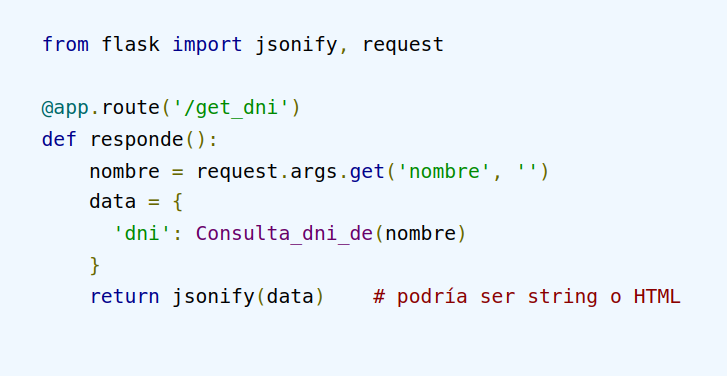 from flask import jsonify, request
@app.route('/get_dni')
def responde():
    nombre = request.args.get('nombre', '')
    data = {
      'dni': Consulta_dni_de(nombre)
    }
    return jsonify(data)    # podría ser string o HTML